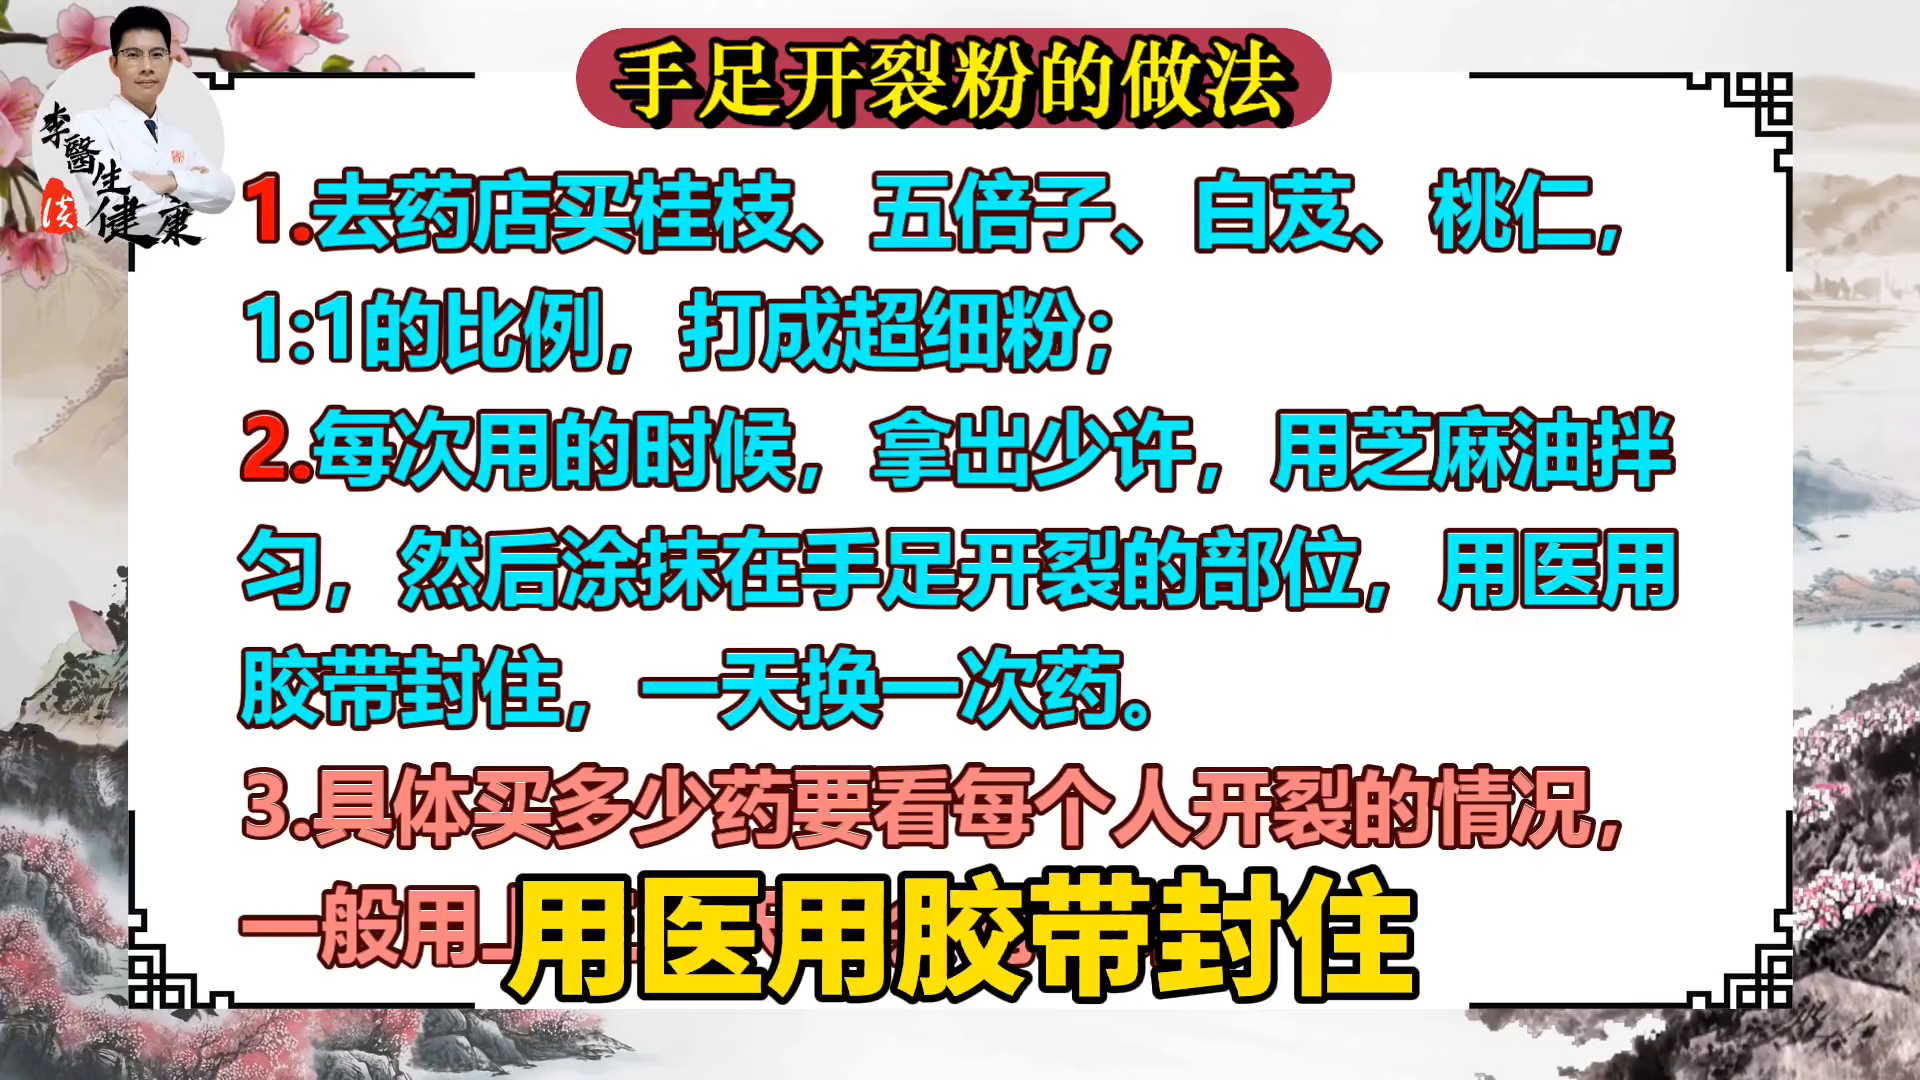 手足开裂粉的做法
李醫生
谈健康
1.去药店买桂枝、五倍子、白芨、桃仁，
1:1的比例，打成超细粉；
2.每次用的时候，拿出少许，用芝麻油拌
匀，然后涂抹在手足开裂的部位，用医用
胶带封住，一天换一次药。
3.具体买多少药要看每个人开裂的情况，
一般用上
用医用胶带封住